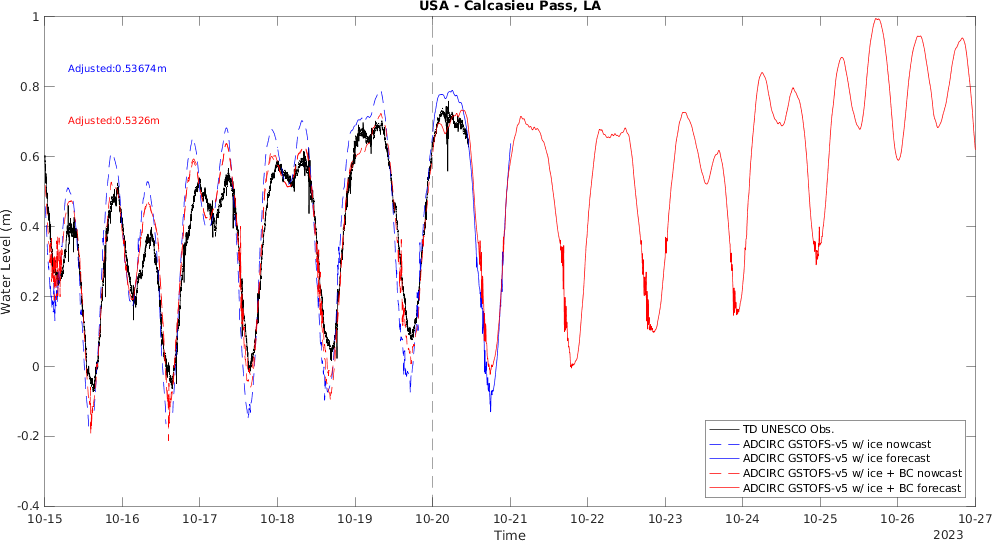 USA - Calcasieu Pass, LA
1
0.8
0.6
0.4
0.2
0
-0.2
-0.4
Water Level (m)
Adjusted:0.53674m
Adjusted:0.5326m
TD UNESCO Obs.
ADCIRC GSTOFS-v5 w/ ice nowcast
ADCIRC GSTOFS-v5 w/ ice forecast
ADCIRC GSTOFS-v5 w/ ice + BC nowcast
ADCIRC GSTOFS-v5 w/ ice + BC forecast
10-15 10-16 10-17 10-18 10-19 10-20 10-21 10-22 10-23 10-24 10-25 10-26 10-27
Time
2023